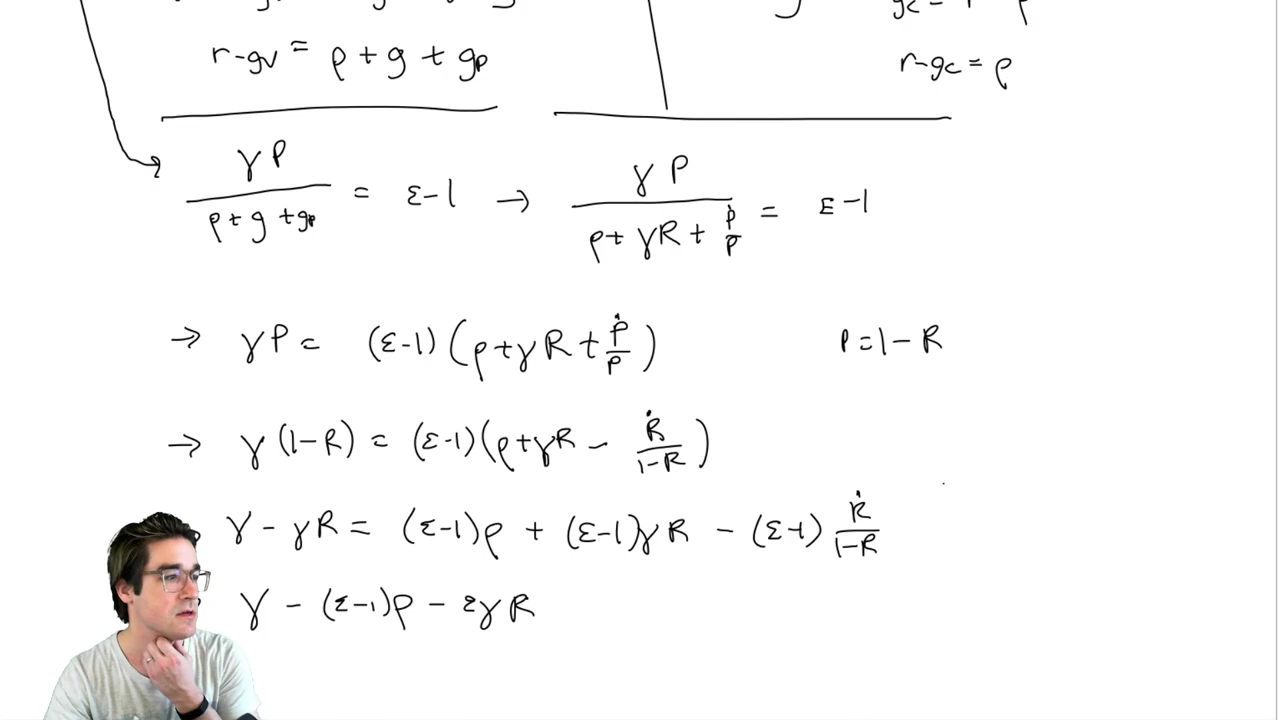 r-gv = ρ + g + gp
r-gc = ρ
γP / (ρ + g + gp) = ε-1 → γP / (ρ + γR + Ṗ/P) = ε-1
→ γP = (ε-1)(ρ + γR + Ṗ/P)
P = 1-R
→ γ(1-R) = (ε-1)(ρ + γR - Ṙ/(1-R))
γ - γR = (ε-1)ρ + (ε-1)γR - (ε-1) Ṙ/(1-R)
γ - (ε-1)ρ - εγR